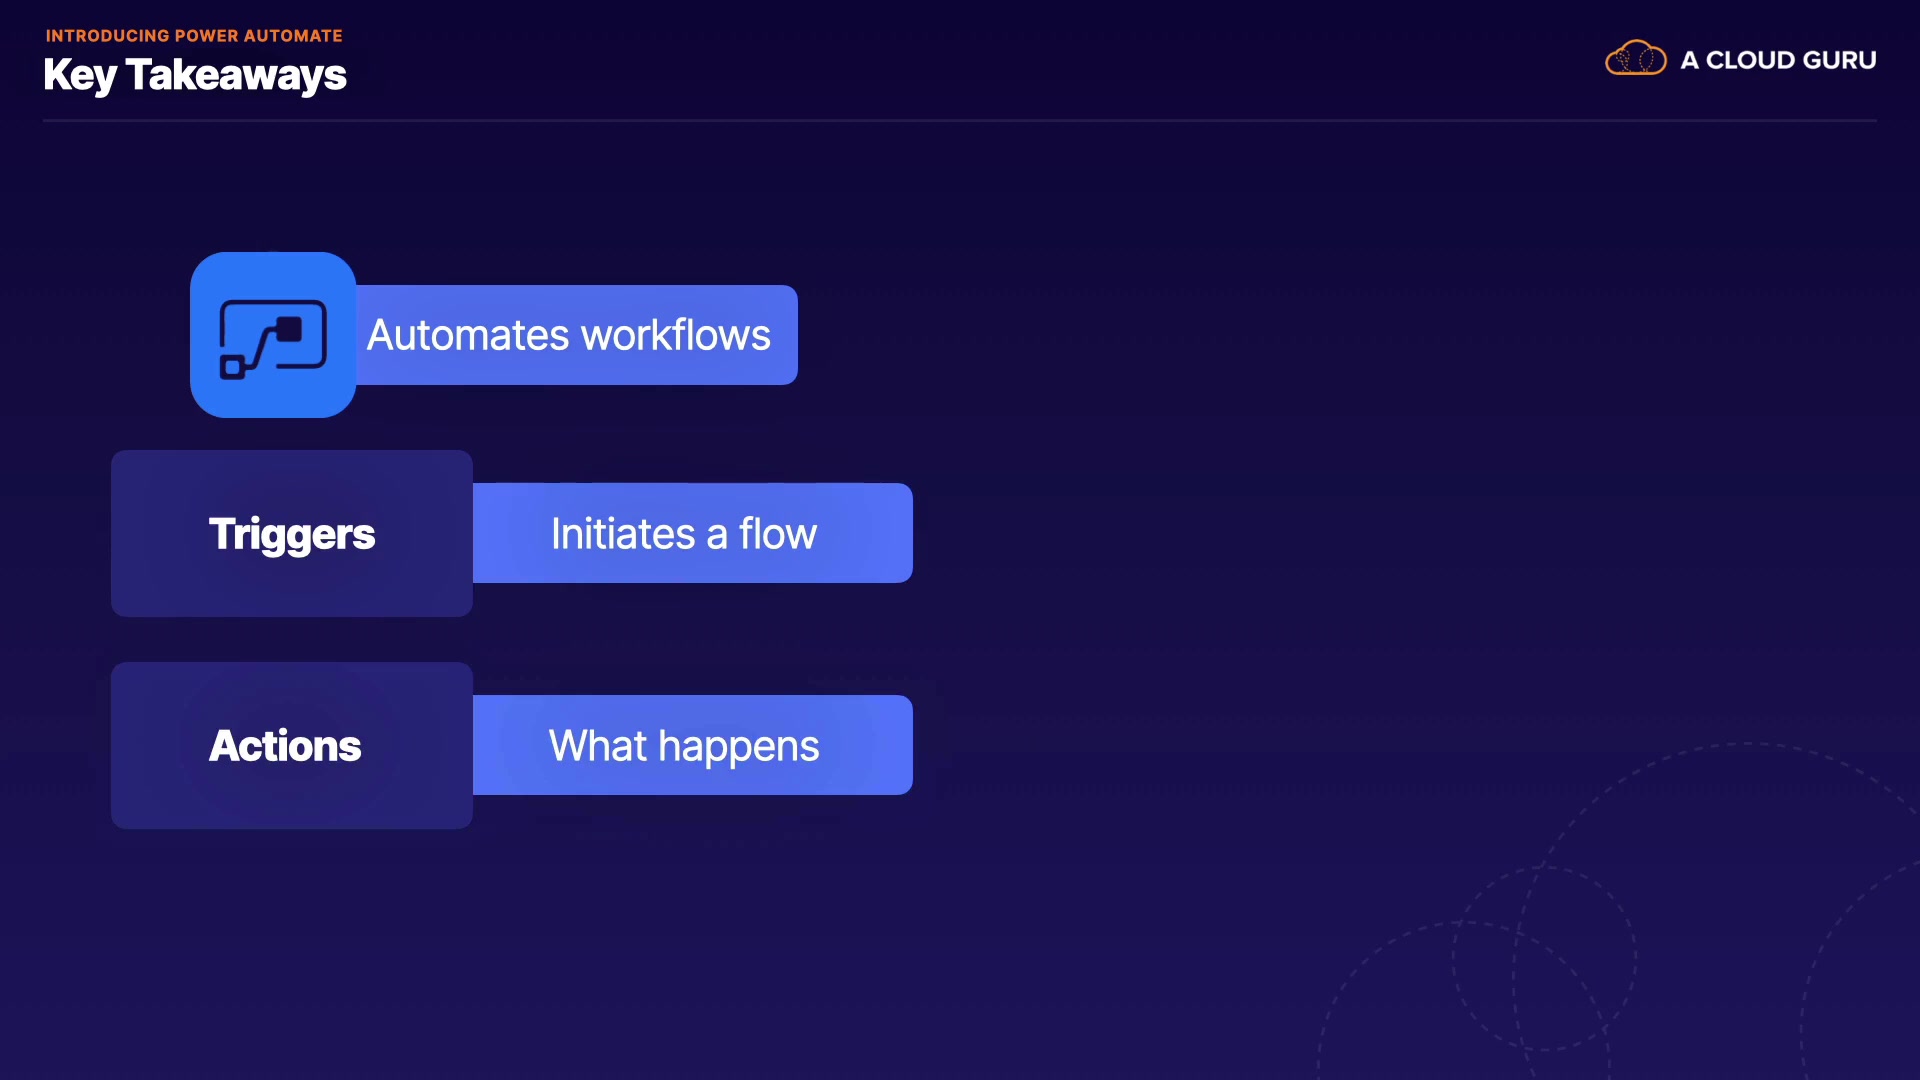 INTRODUCING POWER AUTOMATE
Key Takeaways
A CLOUD GURU
Automates workflows
Triggers
Initiates a flow
Actions
What happens